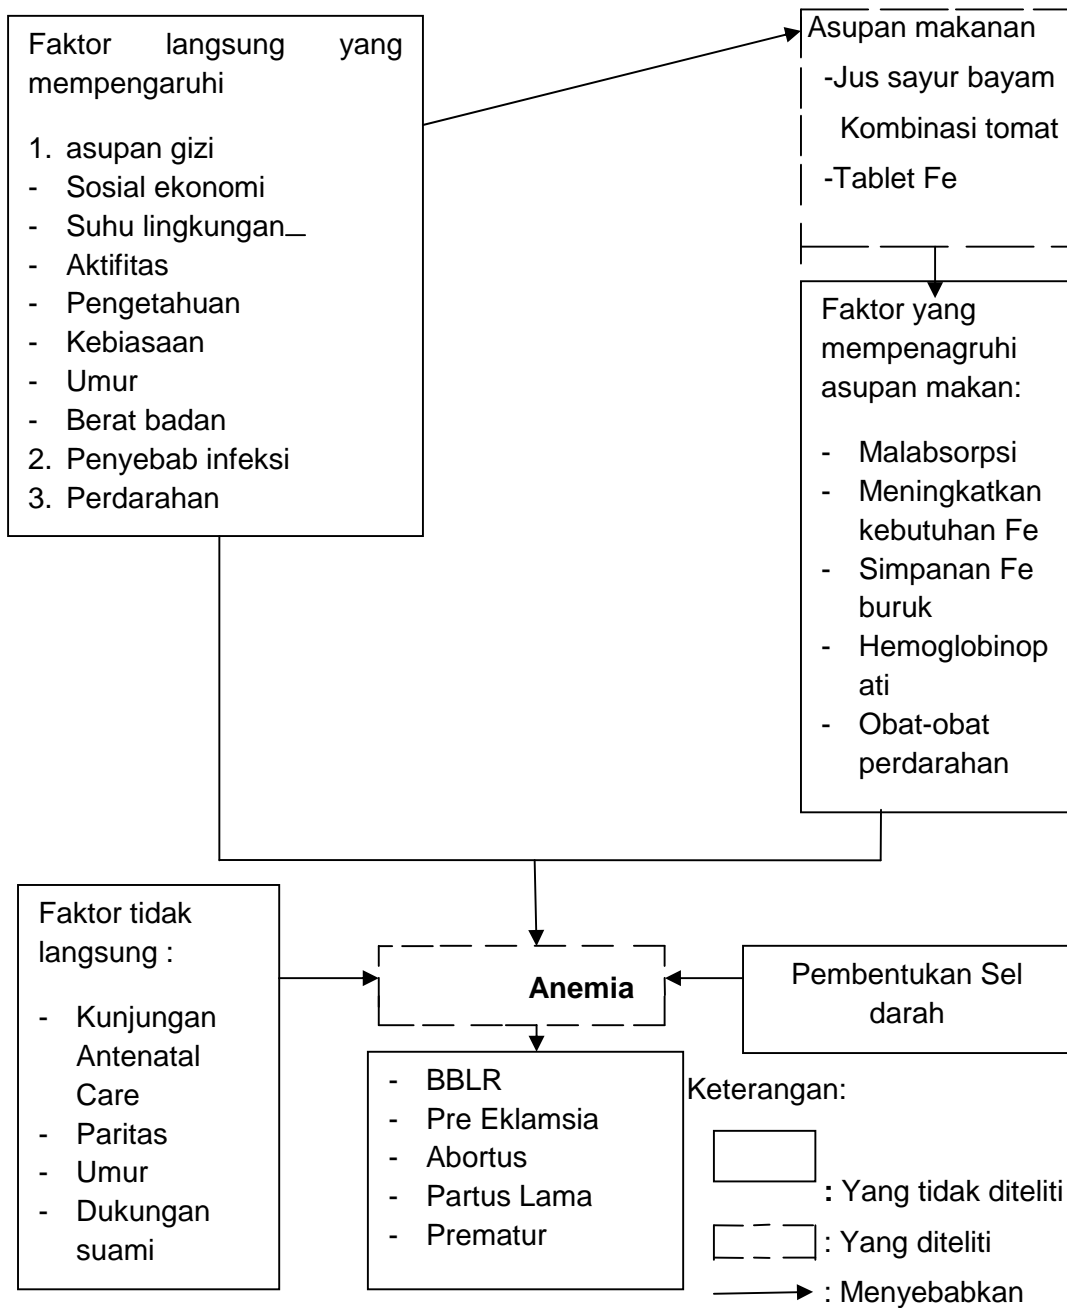 Faktor langsung yang
mempengaruhi
1. asupan gizi
- Sosial ekonomi
- Suhu lingkungan
- Aktifitas
- Pengetahuan
- Kebiasaan
- Umur
- Berat badan
2. Penyebab infeksi
3. Perdarahan
Asupan makanan
-Jus sayur bayam
Kombinasi tomat
-Tablet Fe
Faktor yang
mempenagruhi
asupan makan:
- Malabsorpsi
- Meningkatkan
kebutuhan Fe
- Simpanan Fe
buruk
- Hemoglobinop
ati
- Obat-obat
perdarahan
Faktor tidak
langsung :
- Kunjungan
Antenatal
Care
- Paritas
- Umur
- Dukungan
suami
Anemia
Pembentukan Sel
darah
- BBLR
- Pre Eklamsia
- Abortus
- Partus Lama
- Prematur
Keterangan:
: Yang tidak diteliti
: Yang diteliti
: Menyebabkan